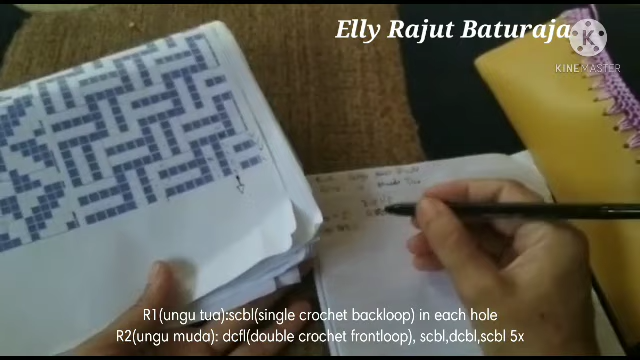 Elly Rajut Baturaja
KINEMASTER
R1(ungu tua):scbl(single crochet backloop) in each hole
R2(ungu muda): dcfl(double crochet frontloop), scbl,dcbl,scbl 5x